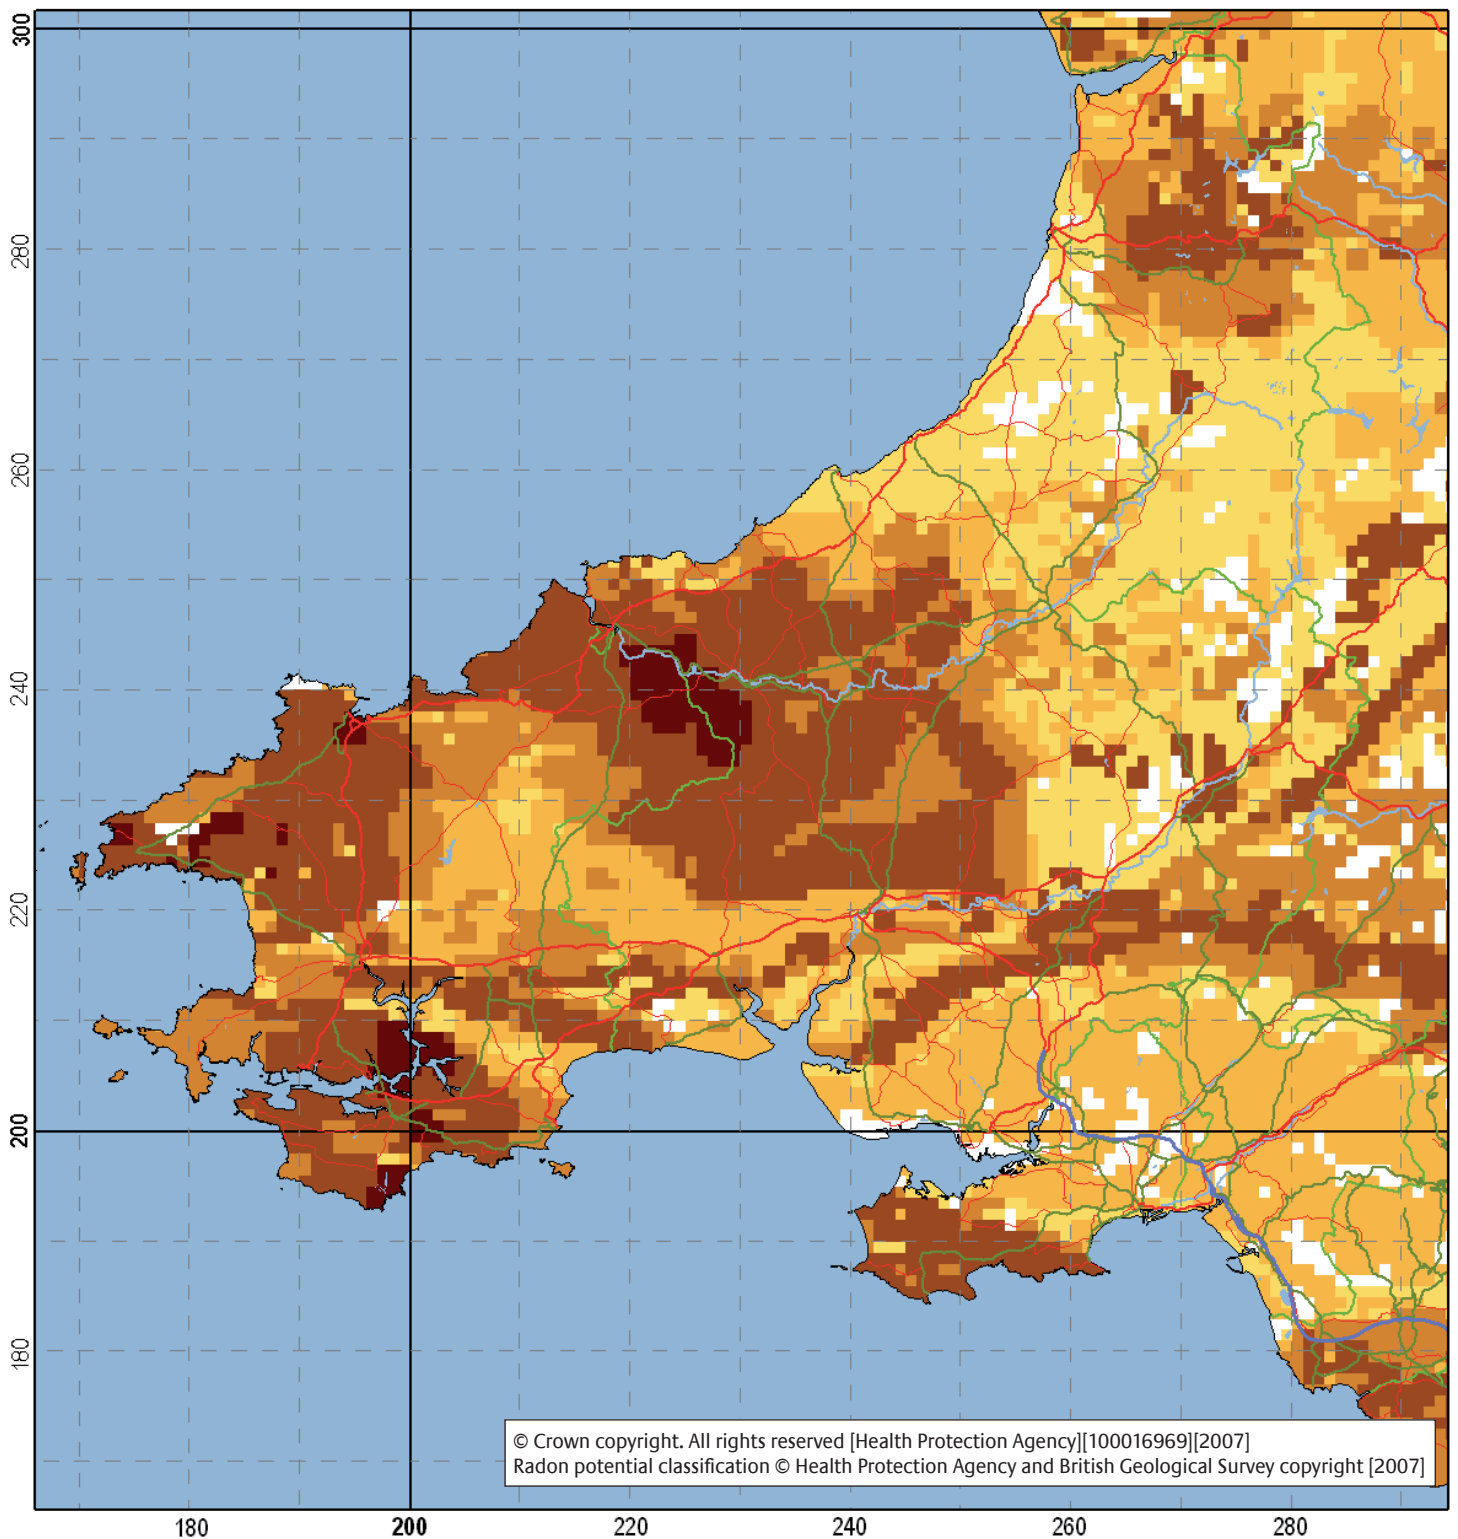 300
280
260
240
220
200
180
© Crown copyright. All rights reserved [Health Protection Agency][100016969][2007]
Radon potential classification © Health Protection Agency and British Geological Survey copyright [2007]
180 200 220 240 260 280